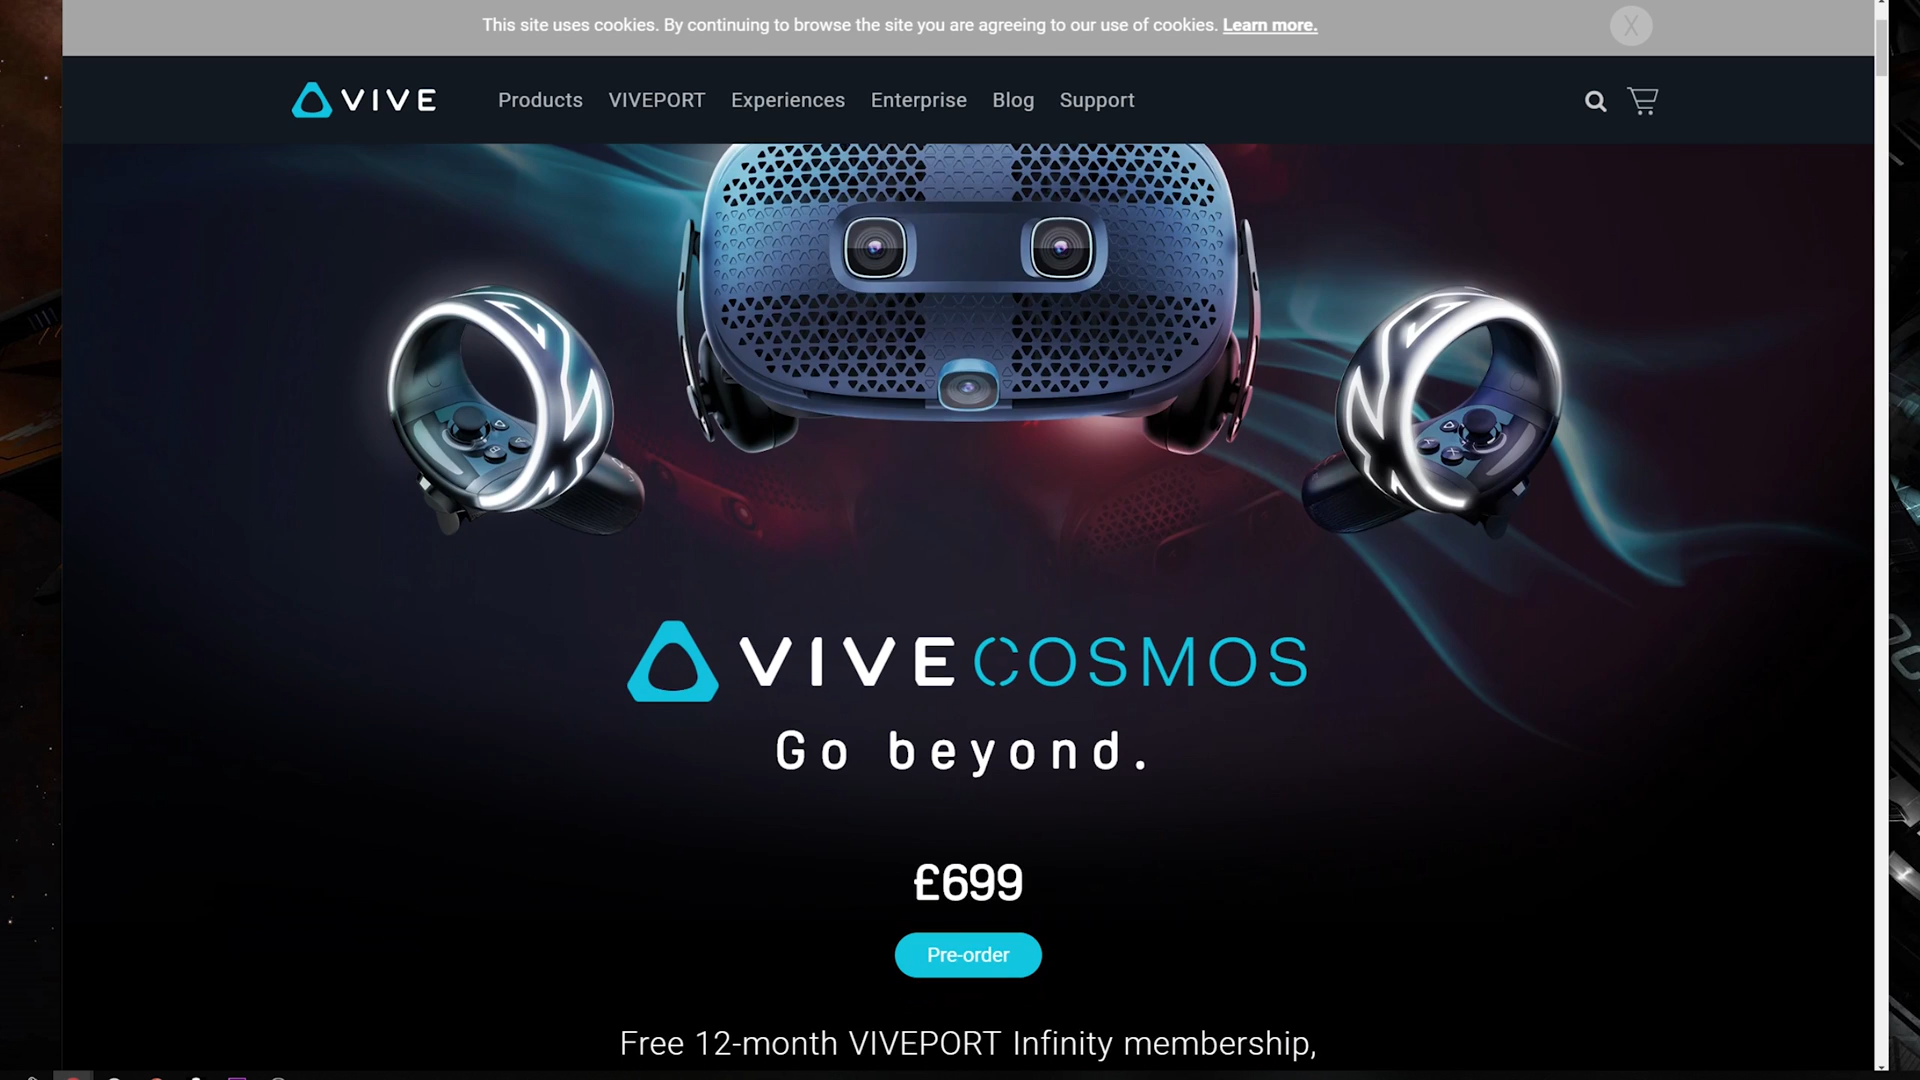 This site uses cookies. By continuing to browse the site you are agreeing to our use of cookies. Learn more.
X
VIVE Products VIVEPORT Experiences Enterprise Blog Support
VIVE COSMOS
Go beyond.
£699
Pre-order
Free 12-month VIVEPORT Infinity membership,